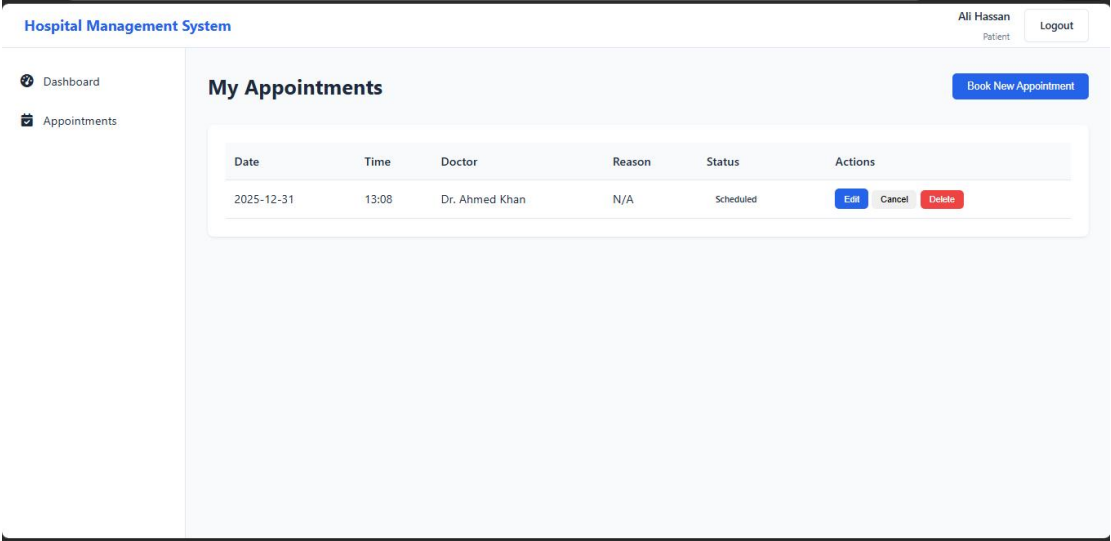 Hospital Management System
Ali Hassan
Patient
Logout
Dashboard
Appointments
My Appointments
Book New Appointment
Date Time Doctor Reason Status Actions
2025-12-31 13:08 Dr. Ahmed Khan N/A Scheduled Edit Cancel Delete